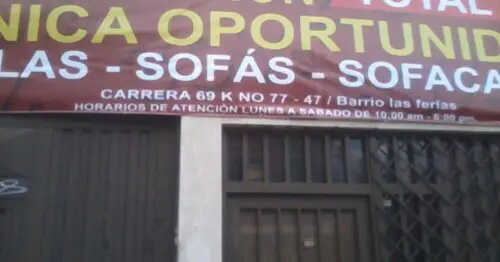 TOTAL
NICA OPORTUNID
LAS - SOFÁS - SOFACA
CARRERA 69 K NO 77 - 47 / Barrio las ferias
HORARIOS DE ATENCIÓN LUNES A SABADO DE 10.00 am - 6:00 pm.